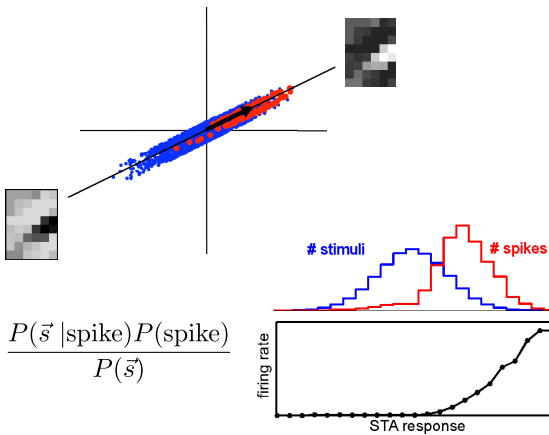 # stimuli
# spikes
P(s⃗ |spike)P(spike)
P(s⃗)
firing rate
STA response